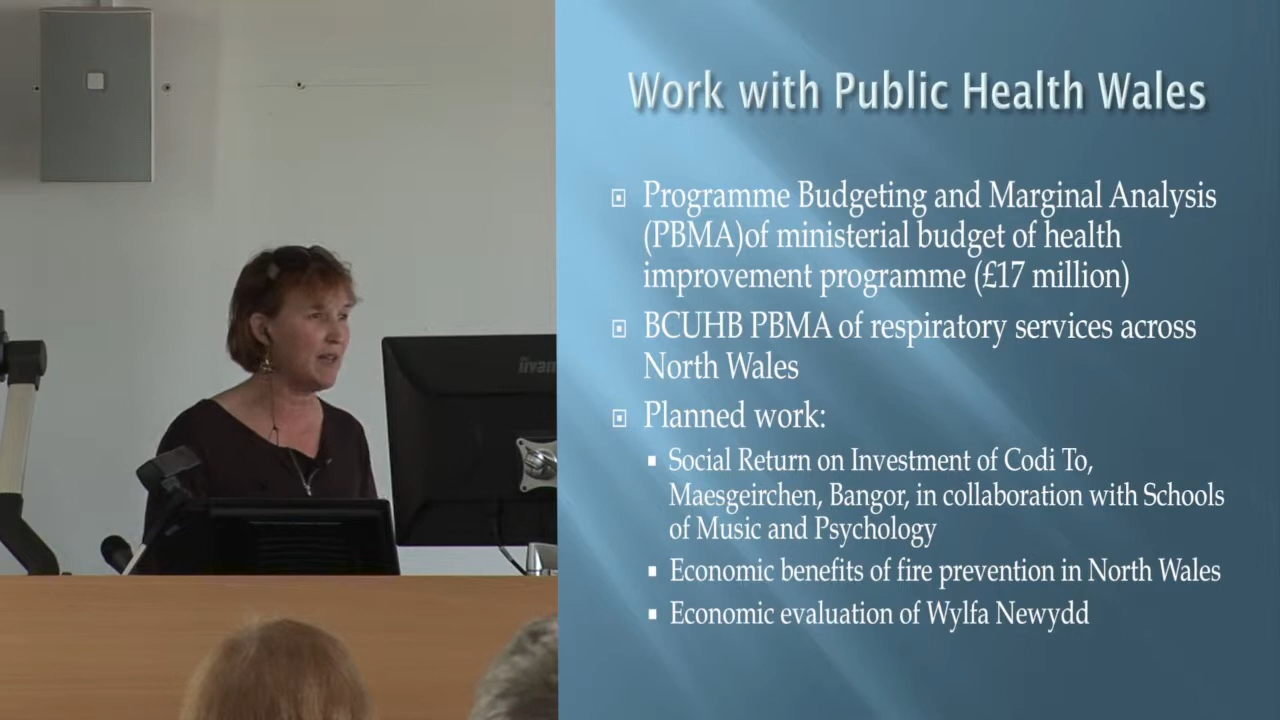 Work with Public Health Wales
Programme Budgeting and Marginal Analysis
(PBMA)of ministerial budget of health
improvement programme (£17 million)
BCUHB PBMA of respiratory services across
North Wales
Planned work:
Social Return on Investment of Codi To,
Maesgeirchen, Bangor, in collaboration with Schools
of Music and Psychology
Economic benefits of fire prevention in North Wales
Economic evaluation of Wylfa Newydd